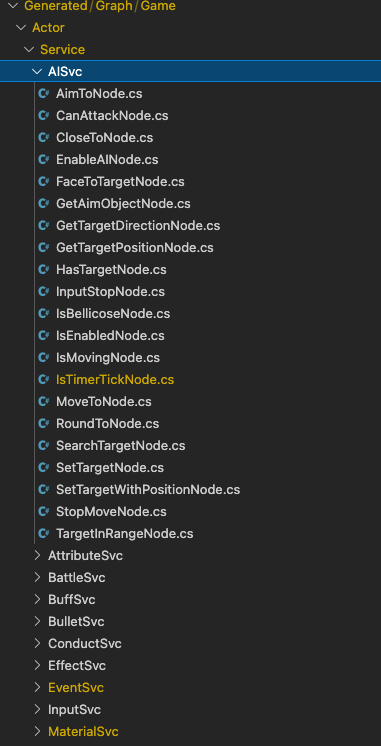 Generated / Graph / Game
Actor
Service
AISvc
AimToNode.cs
CanAttackNode.cs
CloseToNode.cs
EnableAINode.cs
FaceToTargetNode.cs
GetAimObjectNode.cs
GetTargetDirectionNode.cs
GetTargetPositionNode.cs
HasTargetNode.cs
InputStopNode.cs
IsBellicoseNode.cs
IsEnabledNode.cs
IsMovingNode.cs
IsTimerTickNode.cs
MoveToNode.cs
RoundToNode.cs
SearchTargetNode.cs
SetTargetNode.cs
SetTargetWithPositionNode.cs
StopMoveNode.cs
TargetInRangeNode.cs
AttributeSvc
BattleSvc
BuffSvc
BulletSvc
ConductSvc
EffectSvc
EventSvc
InputSvc
MaterialSvc